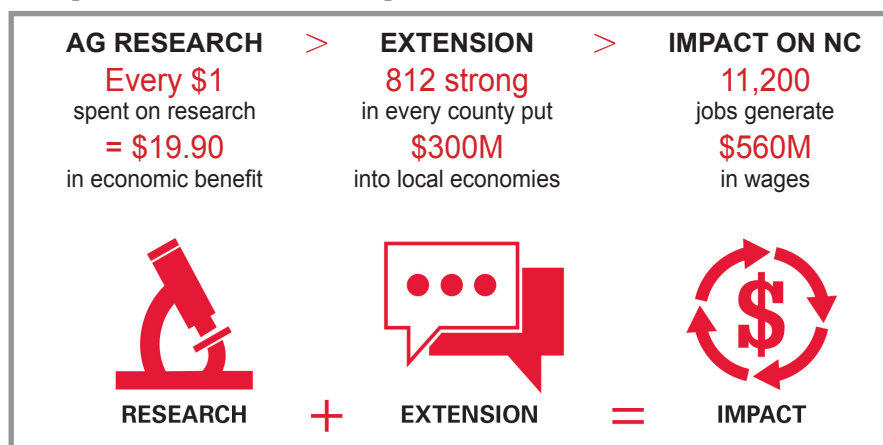 AG RESEARCH > EXTENSION > IMPACT ON NC
Every $1
spent on research
= $19.90
in economic benefit
812 strong
in every county put
$300M
into local economies
11,200
jobs generate
$560M
in wages
$
RESEARCH + EXTENSION = IMPACT